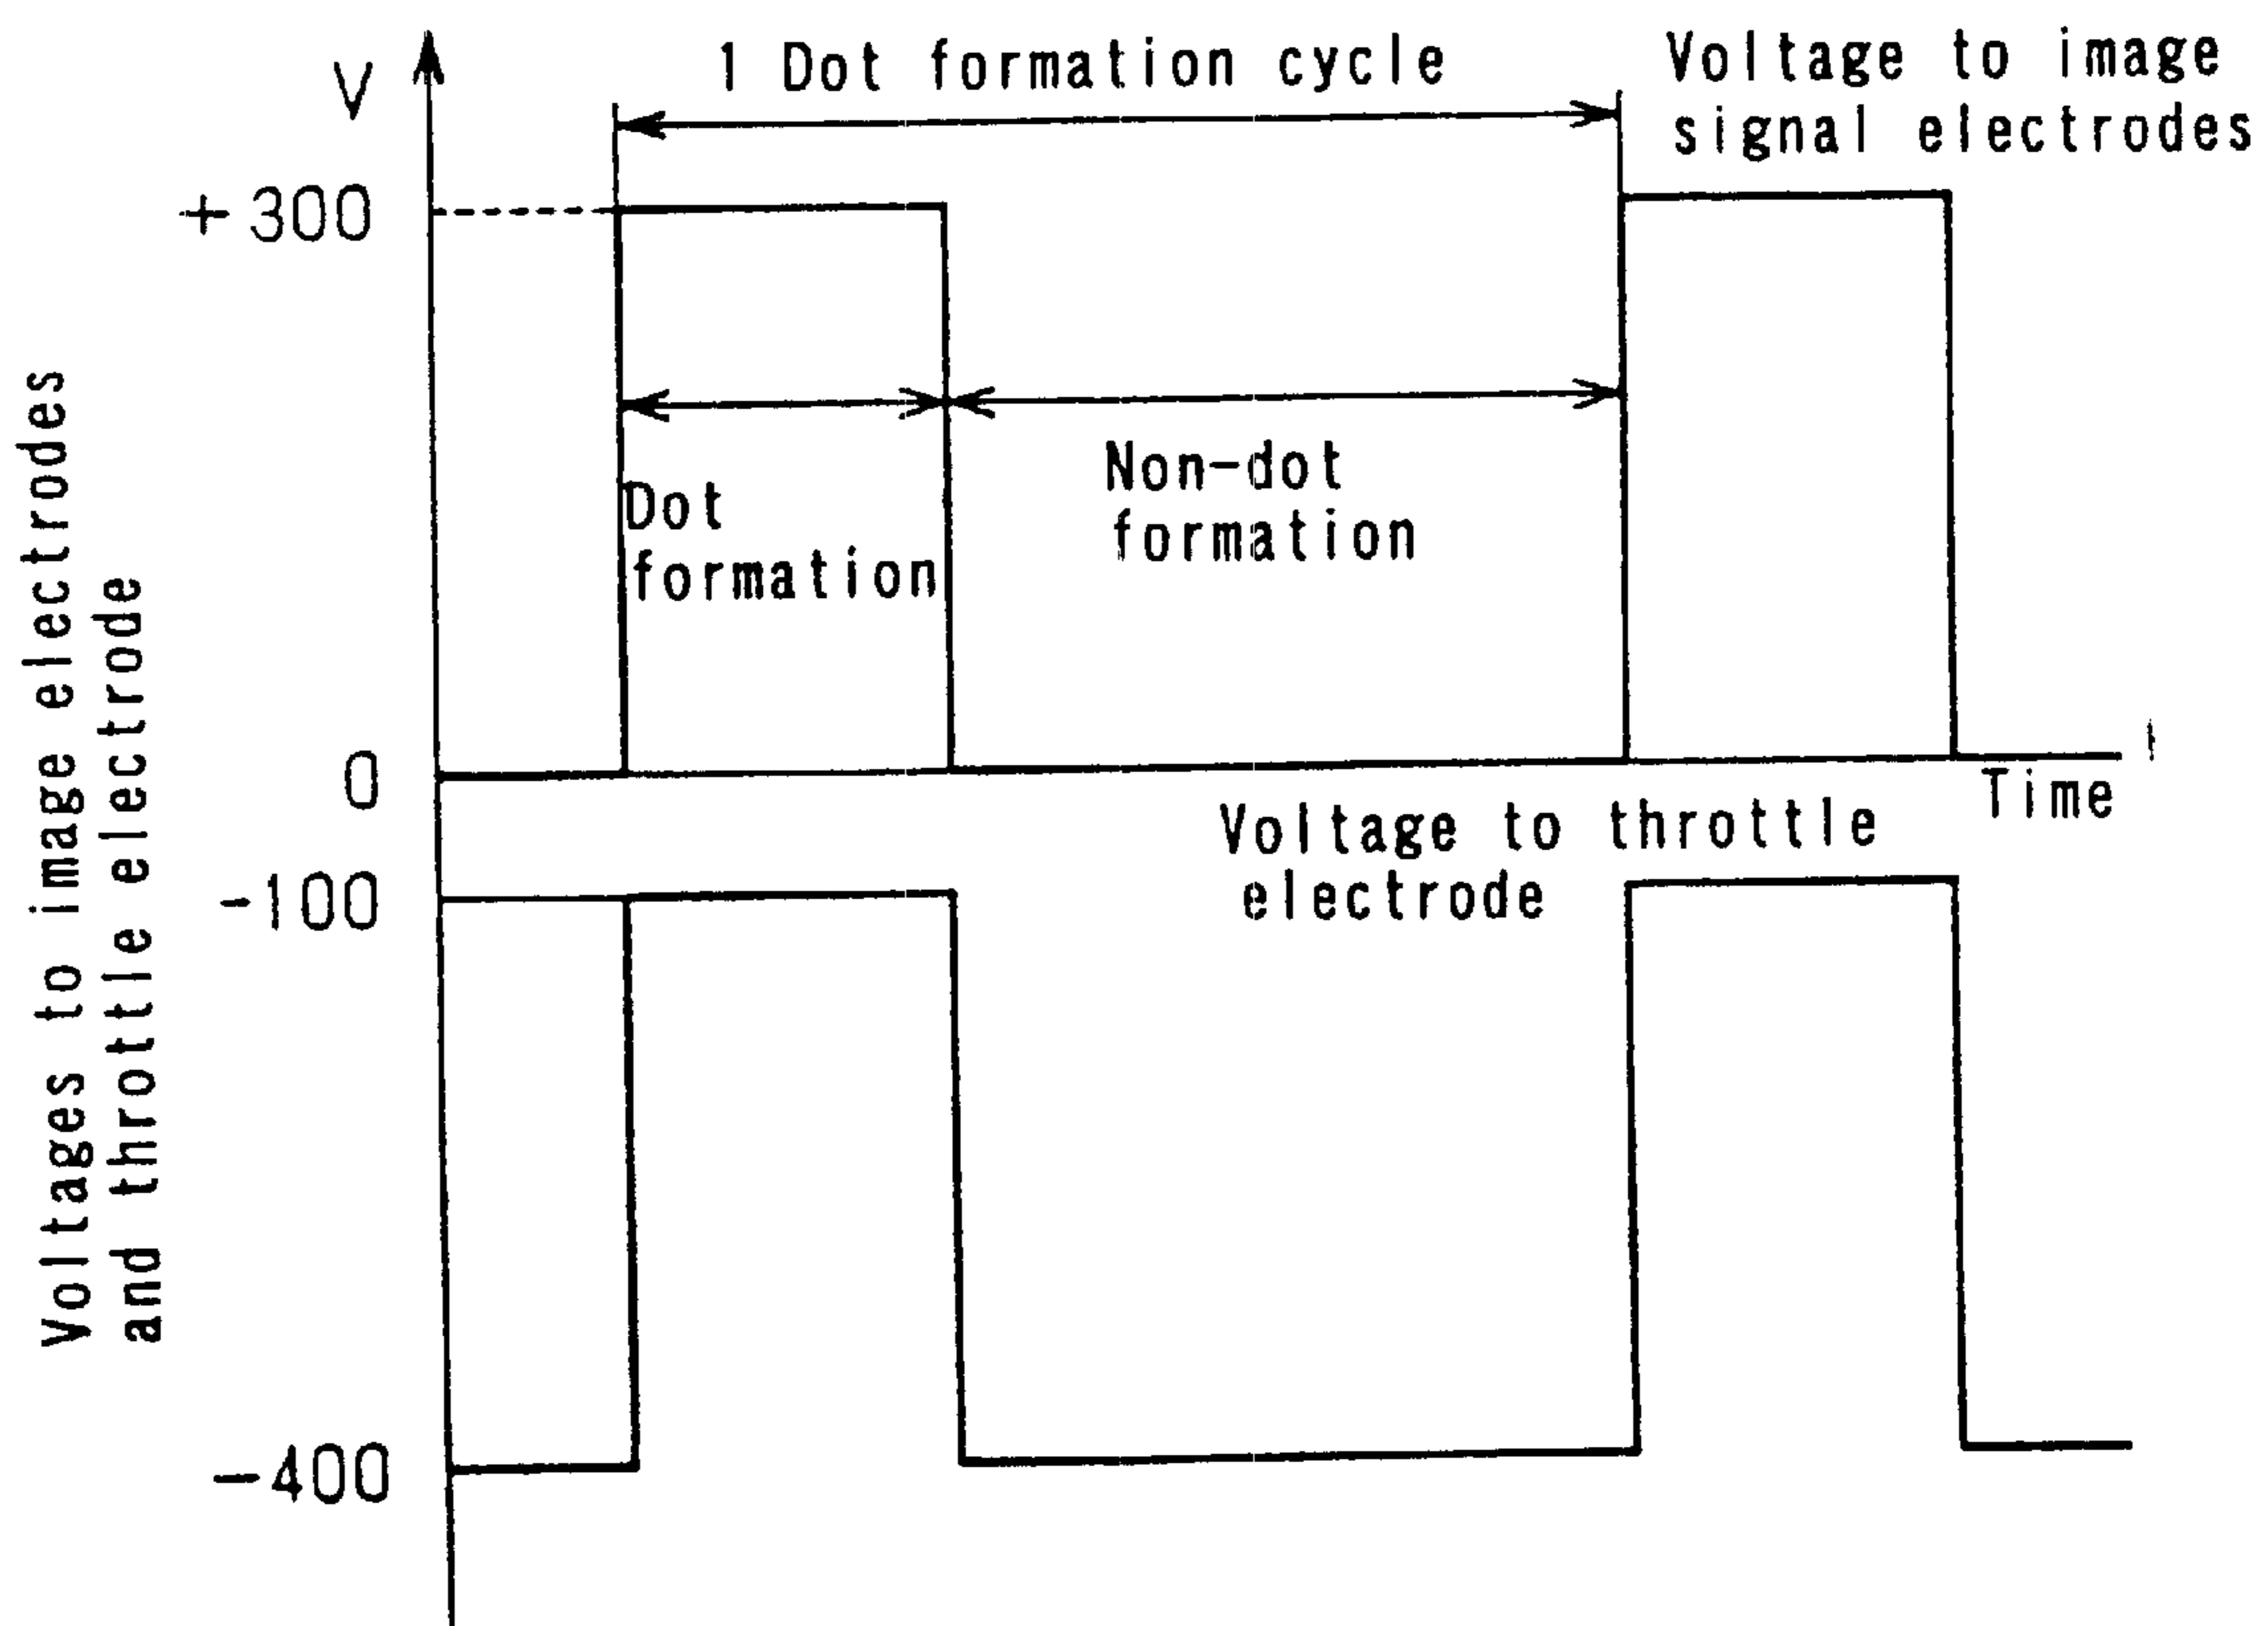 V
1 Dot formation cycle
Voltage to image
signal electrodes
+300
Dot
formation
Non-dot
formation
0
Time
Voltage to throttle
electrode
-100
-400
Voltages to image electrodes
and throttle electrode